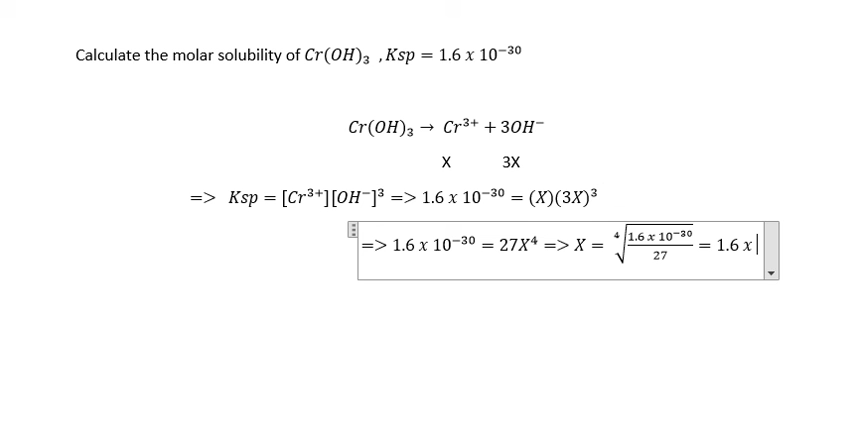 Calculate the molar solubility of Cr(OH)₃ , Ksp = 1.6 x 10⁻³⁰
Cr(OH)₃ → Cr³⁺ + 3OH⁻
X 3X
=> Ksp = [Cr³⁺][OH⁻]³ => 1.6 x 10⁻³⁰ = (X)(3X)³
=> 1.6 x 10⁻³⁰ = 27X⁴ => X = ⁴√(1.6 x 10⁻³⁰/27) = 1.6 x